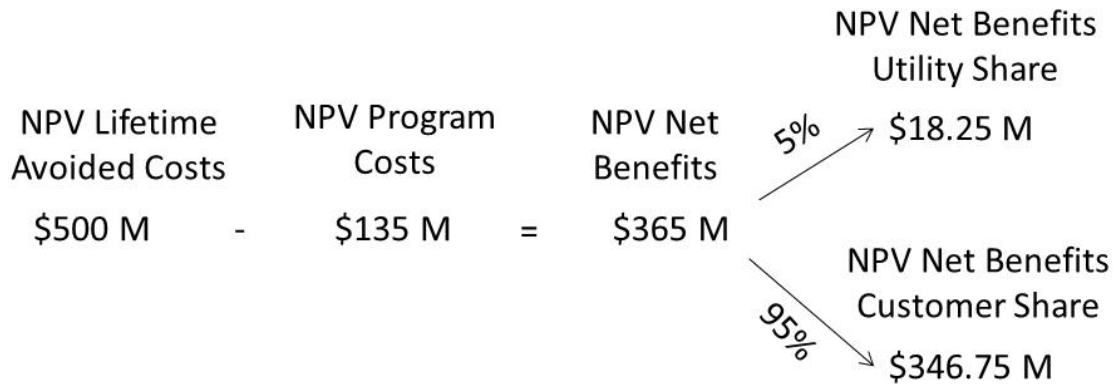 NPV Net Benefits
Utility Share
$18.25 M
NPV Lifetime
Avoided Costs
$500 M
-
NPV Program
Costs
$135 M
=
NPV Net
Benefits
$365 M
5%
95%
NPV Net Benefits
Customer Share
$346.75 M